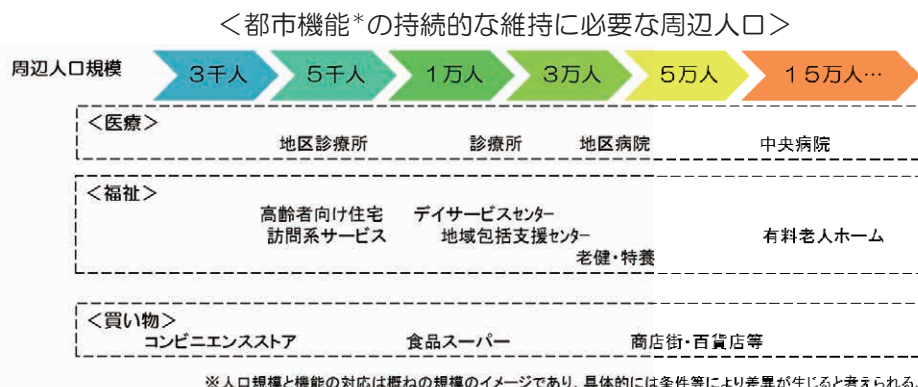 ＜都市機能*の持続的な維持に必要な周辺人口＞
周辺人口規模 3千人 5千人 1万人 3万人 5万人 15万人…
＜医療＞
地区診療所 診療所 地区病院 中央病院
＜福祉＞
高齢者向け住宅 デイサービスセンター
訪問系サービス 地域包括支援センター 有料老人ホーム
老健・特養
＜買い物＞
コンビニエンスストア 食品スーパー 商店街・百貨店等
※人口規模と機能の対応は概ねの規模のイメージであり、具体的には条件等により差異が生じると考えられる。